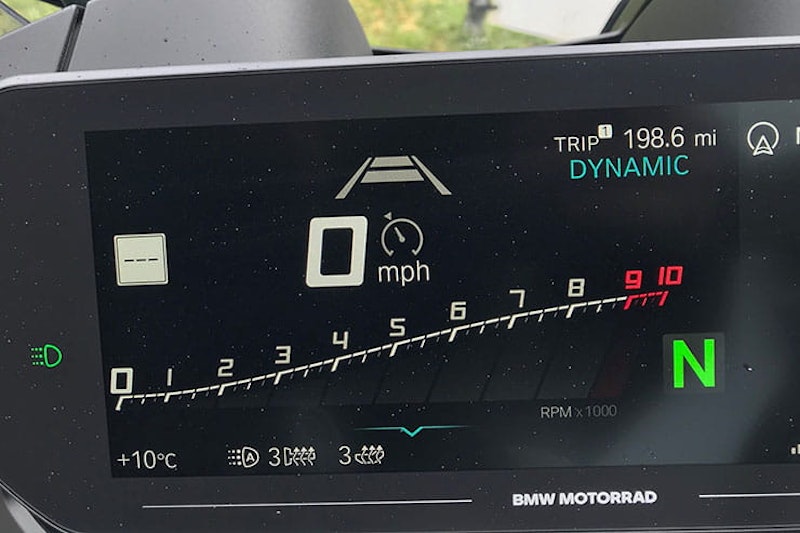 TRIP 1 198.6 mi
DYNAMIC
---
0
mph
0 1 2 3 4 5 6 7 8 9 10
N
RPM x 1000
+10°C
A 3 3
BMW MOTORRAD